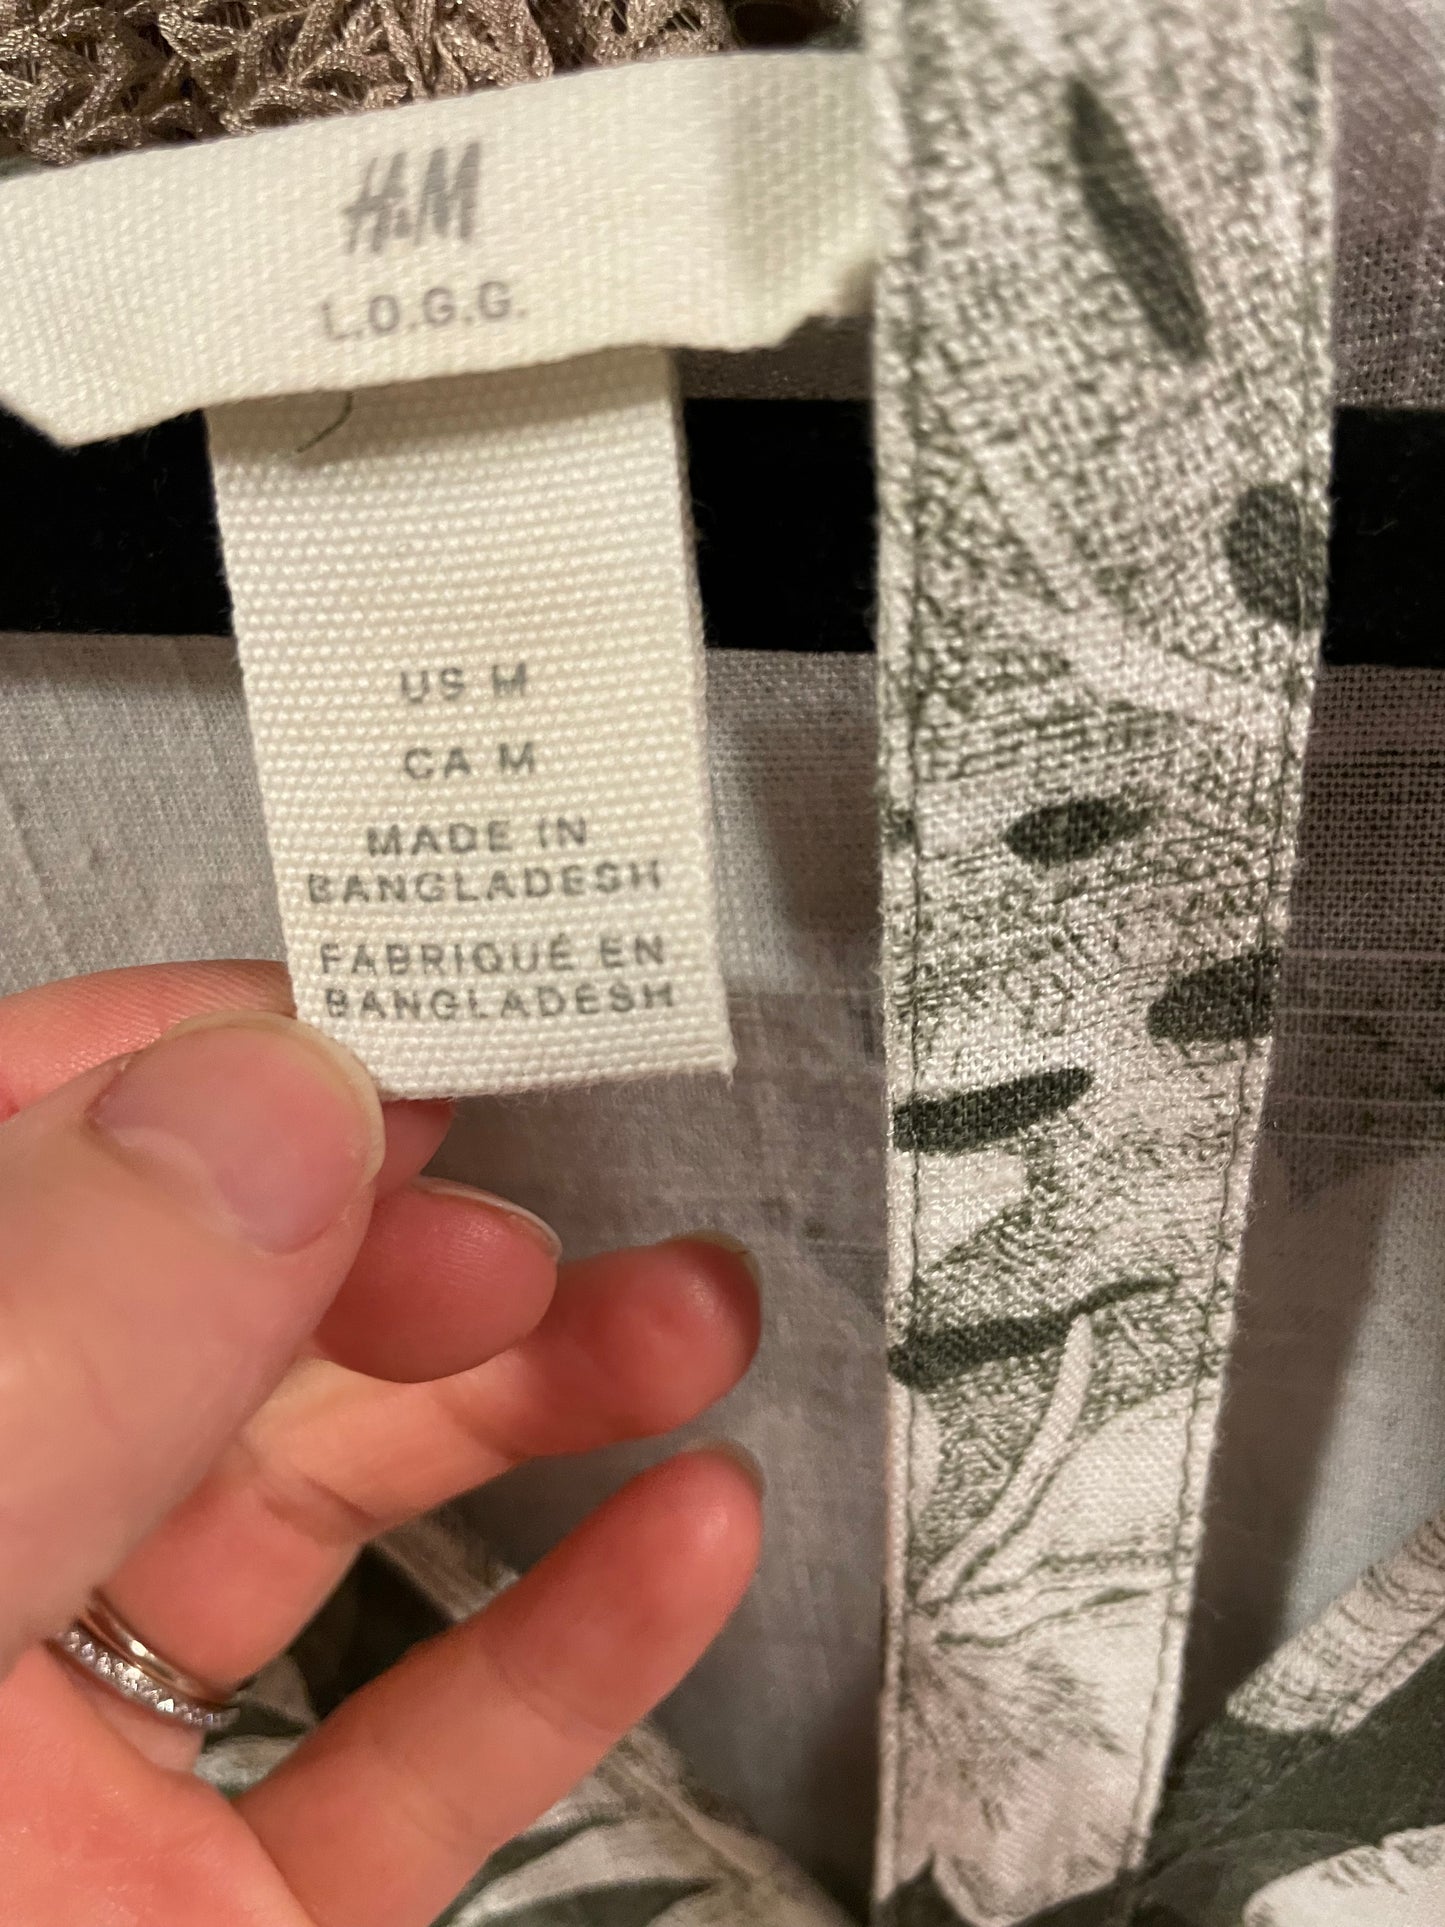 H&M
L.O.G.G.
US M
CA M
MADE IN
BANGLADESH
FABRIQUÉ EN
BANGLADESH